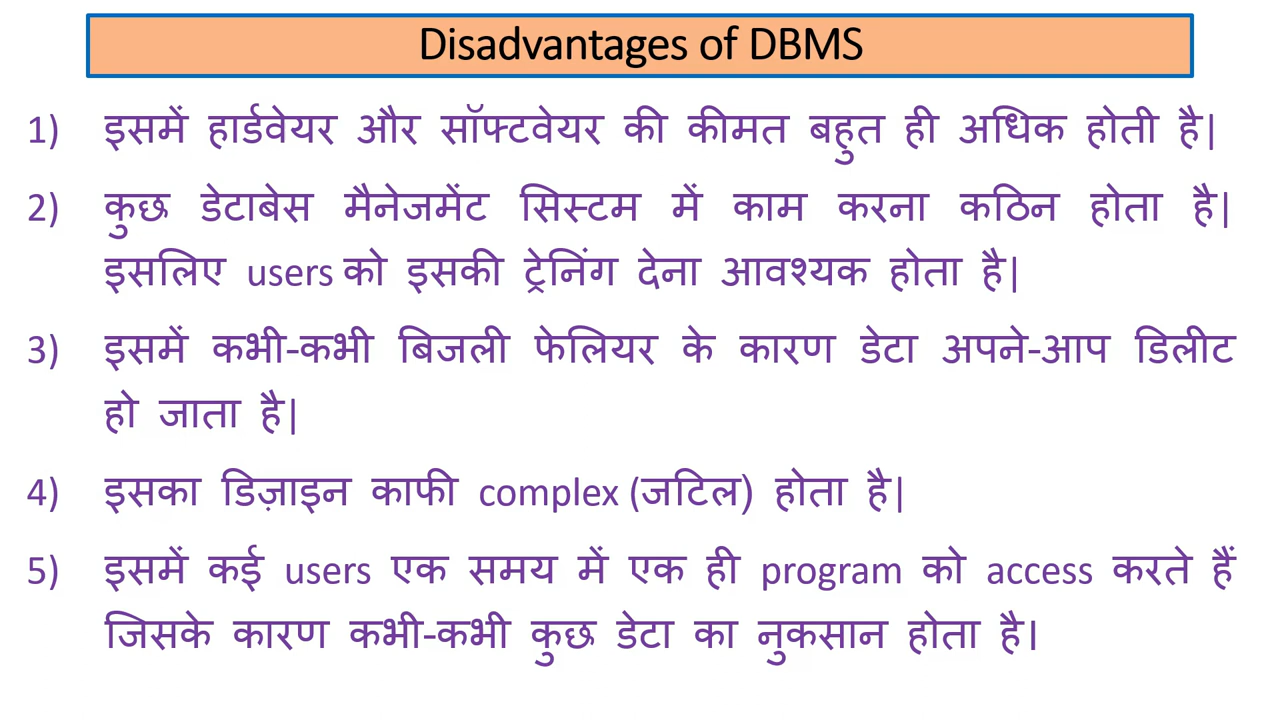 Disadvantages of DBMS
1) इसमें हार्डवेयर और सॉफ्टवेयर की कीमत बहुत ही अधिक होती है|
2) कुछ डेटाबेस मैनेजमेंट सिस्टम में काम करना कठिन होता है|
इसलिए users को इसकी ट्रेनिंग देना आवश्यक होता है|
3) इसमें कभी-कभी बिजली फेलियर के कारण डेटा अपने-आप डिलीट
हो जाता है|
4) इसका डिज़ाइन काफी complex (जटिल) होता है|
5) इसमें कई users एक समय में एक ही program को access करते हैं
जिसके कारण कभी-कभी कुछ डेटा का नुकसान होता है।